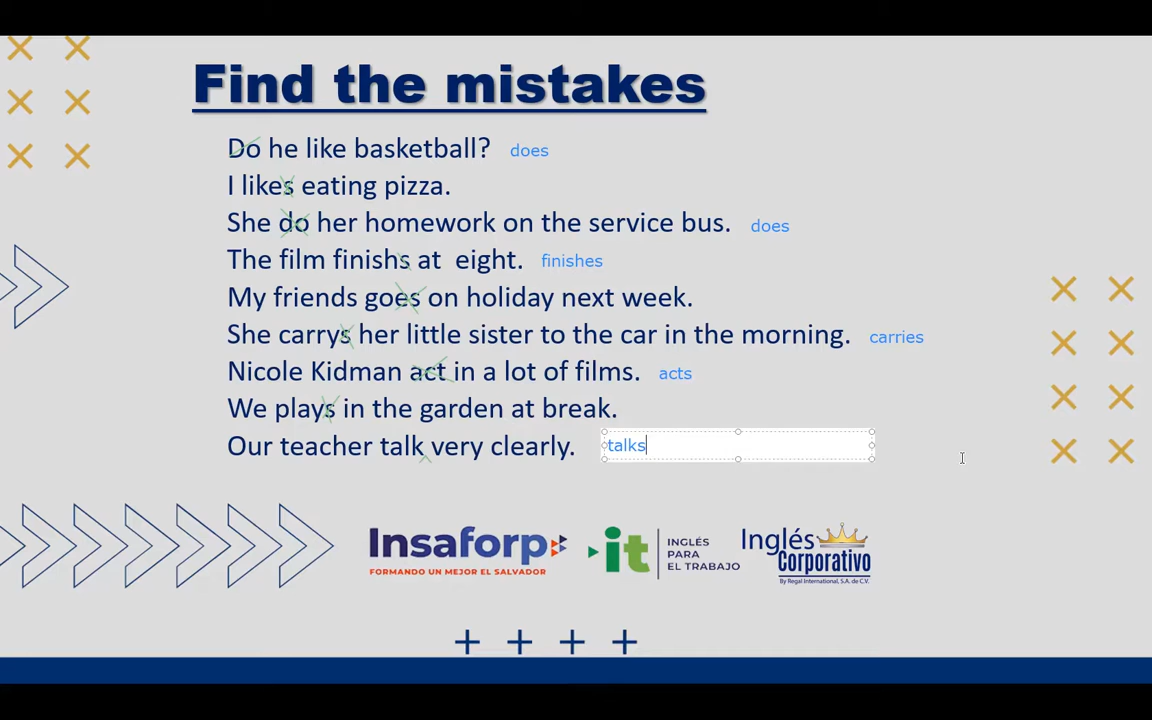 Find the mistakes
Do he like basketball? does
I likes eating pizza.
She do her homework on the service bus. does
The film finishs at eight. finishes
My friends goes on holiday next week.
She carrys her little sister to the car in the morning. carries
Nicole Kidman act in a lot of films. acts
We plays in the garden at break.
Our teacher talk very clearly. talks
Insaforp
FORMANDO UN MEJOR EL SALVADOR
it
INGLÉS
PARA
EL TRABAJO
Inglés
Corporativo
By Regal International, S.A. de C.V.